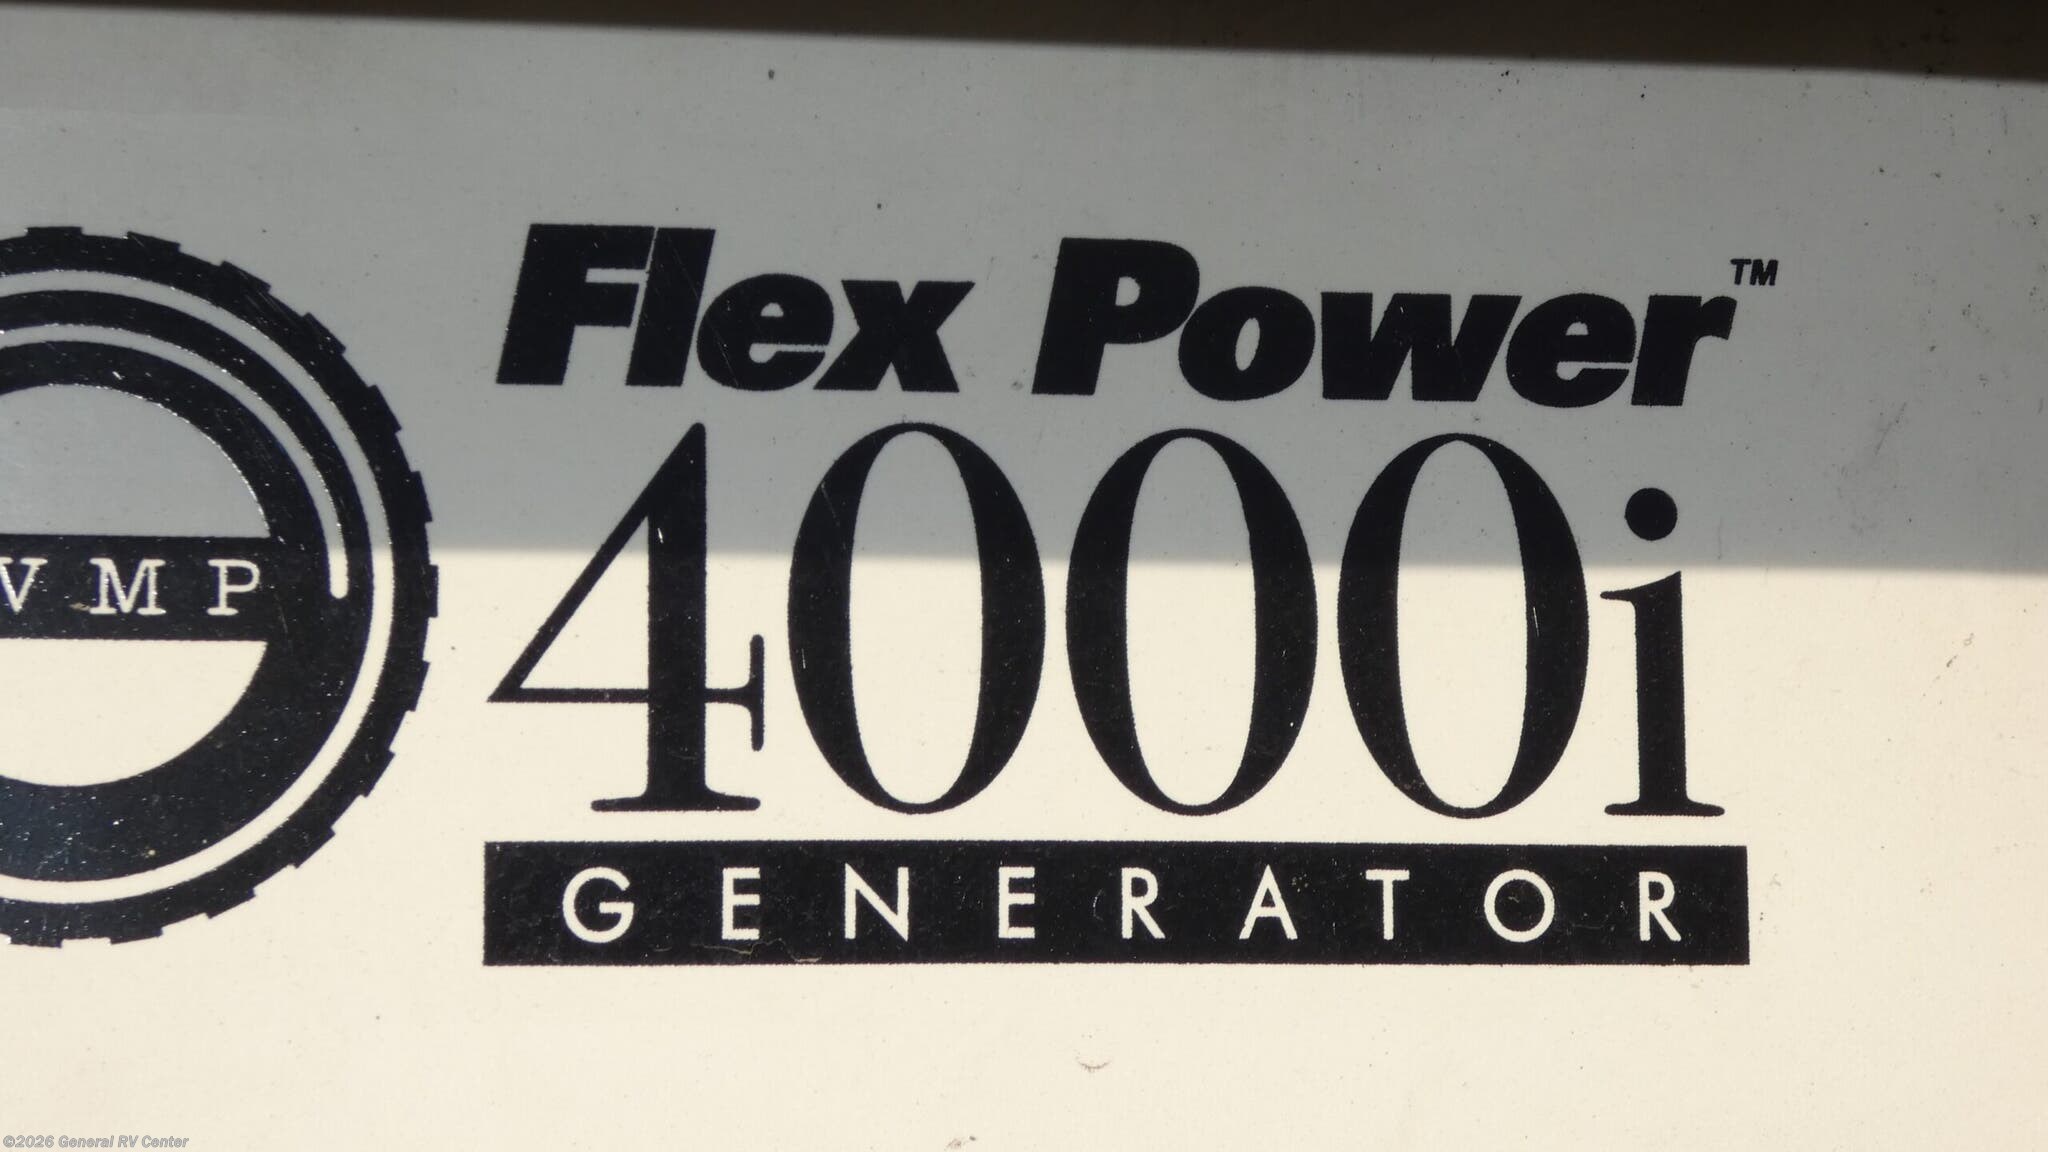 Flex Power™
4000i
VMP
GENERATOR
©2026 General RV Center